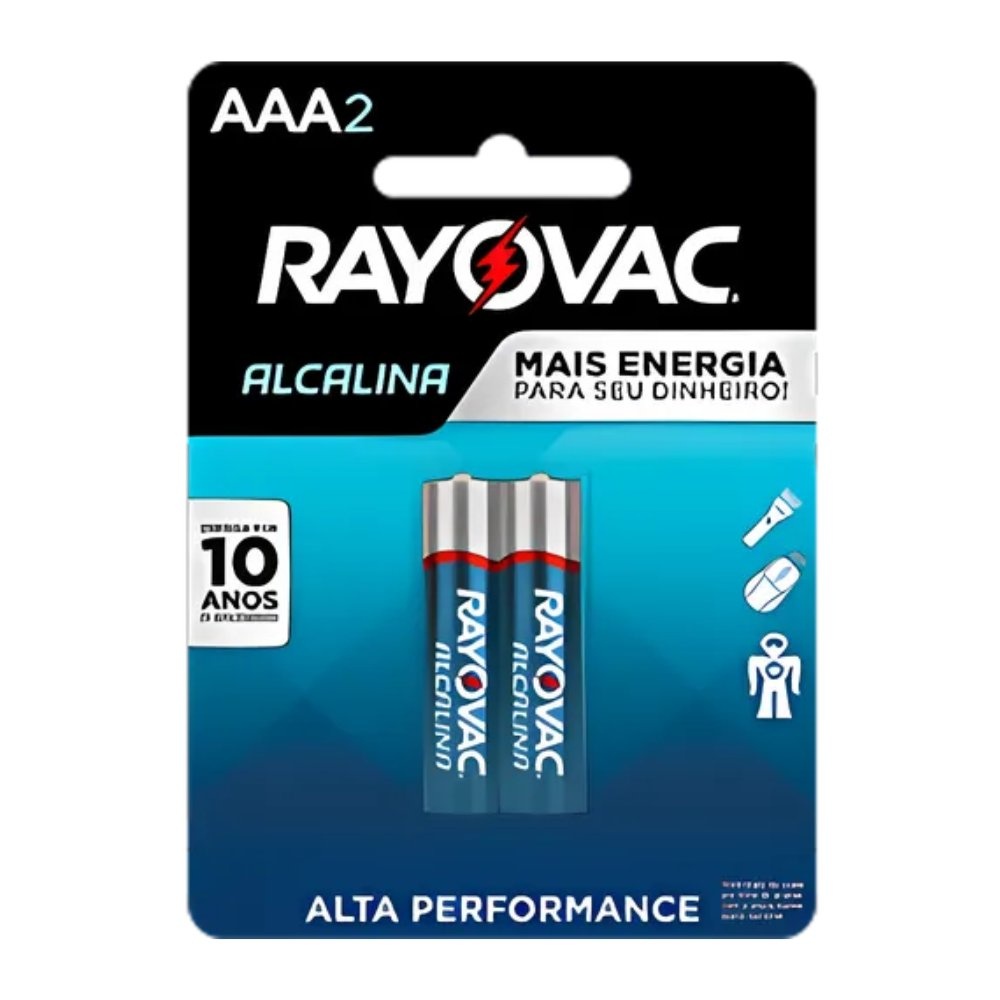 AAA2
RAYOVAC
ALCALINA
MAIS ENERGIA
PARA SEU DINHEIRO!
10
ANOS
RAYOVAC
ALCALINA
RAYOVAC
ALCALINA
ALTA PERFORMANCE